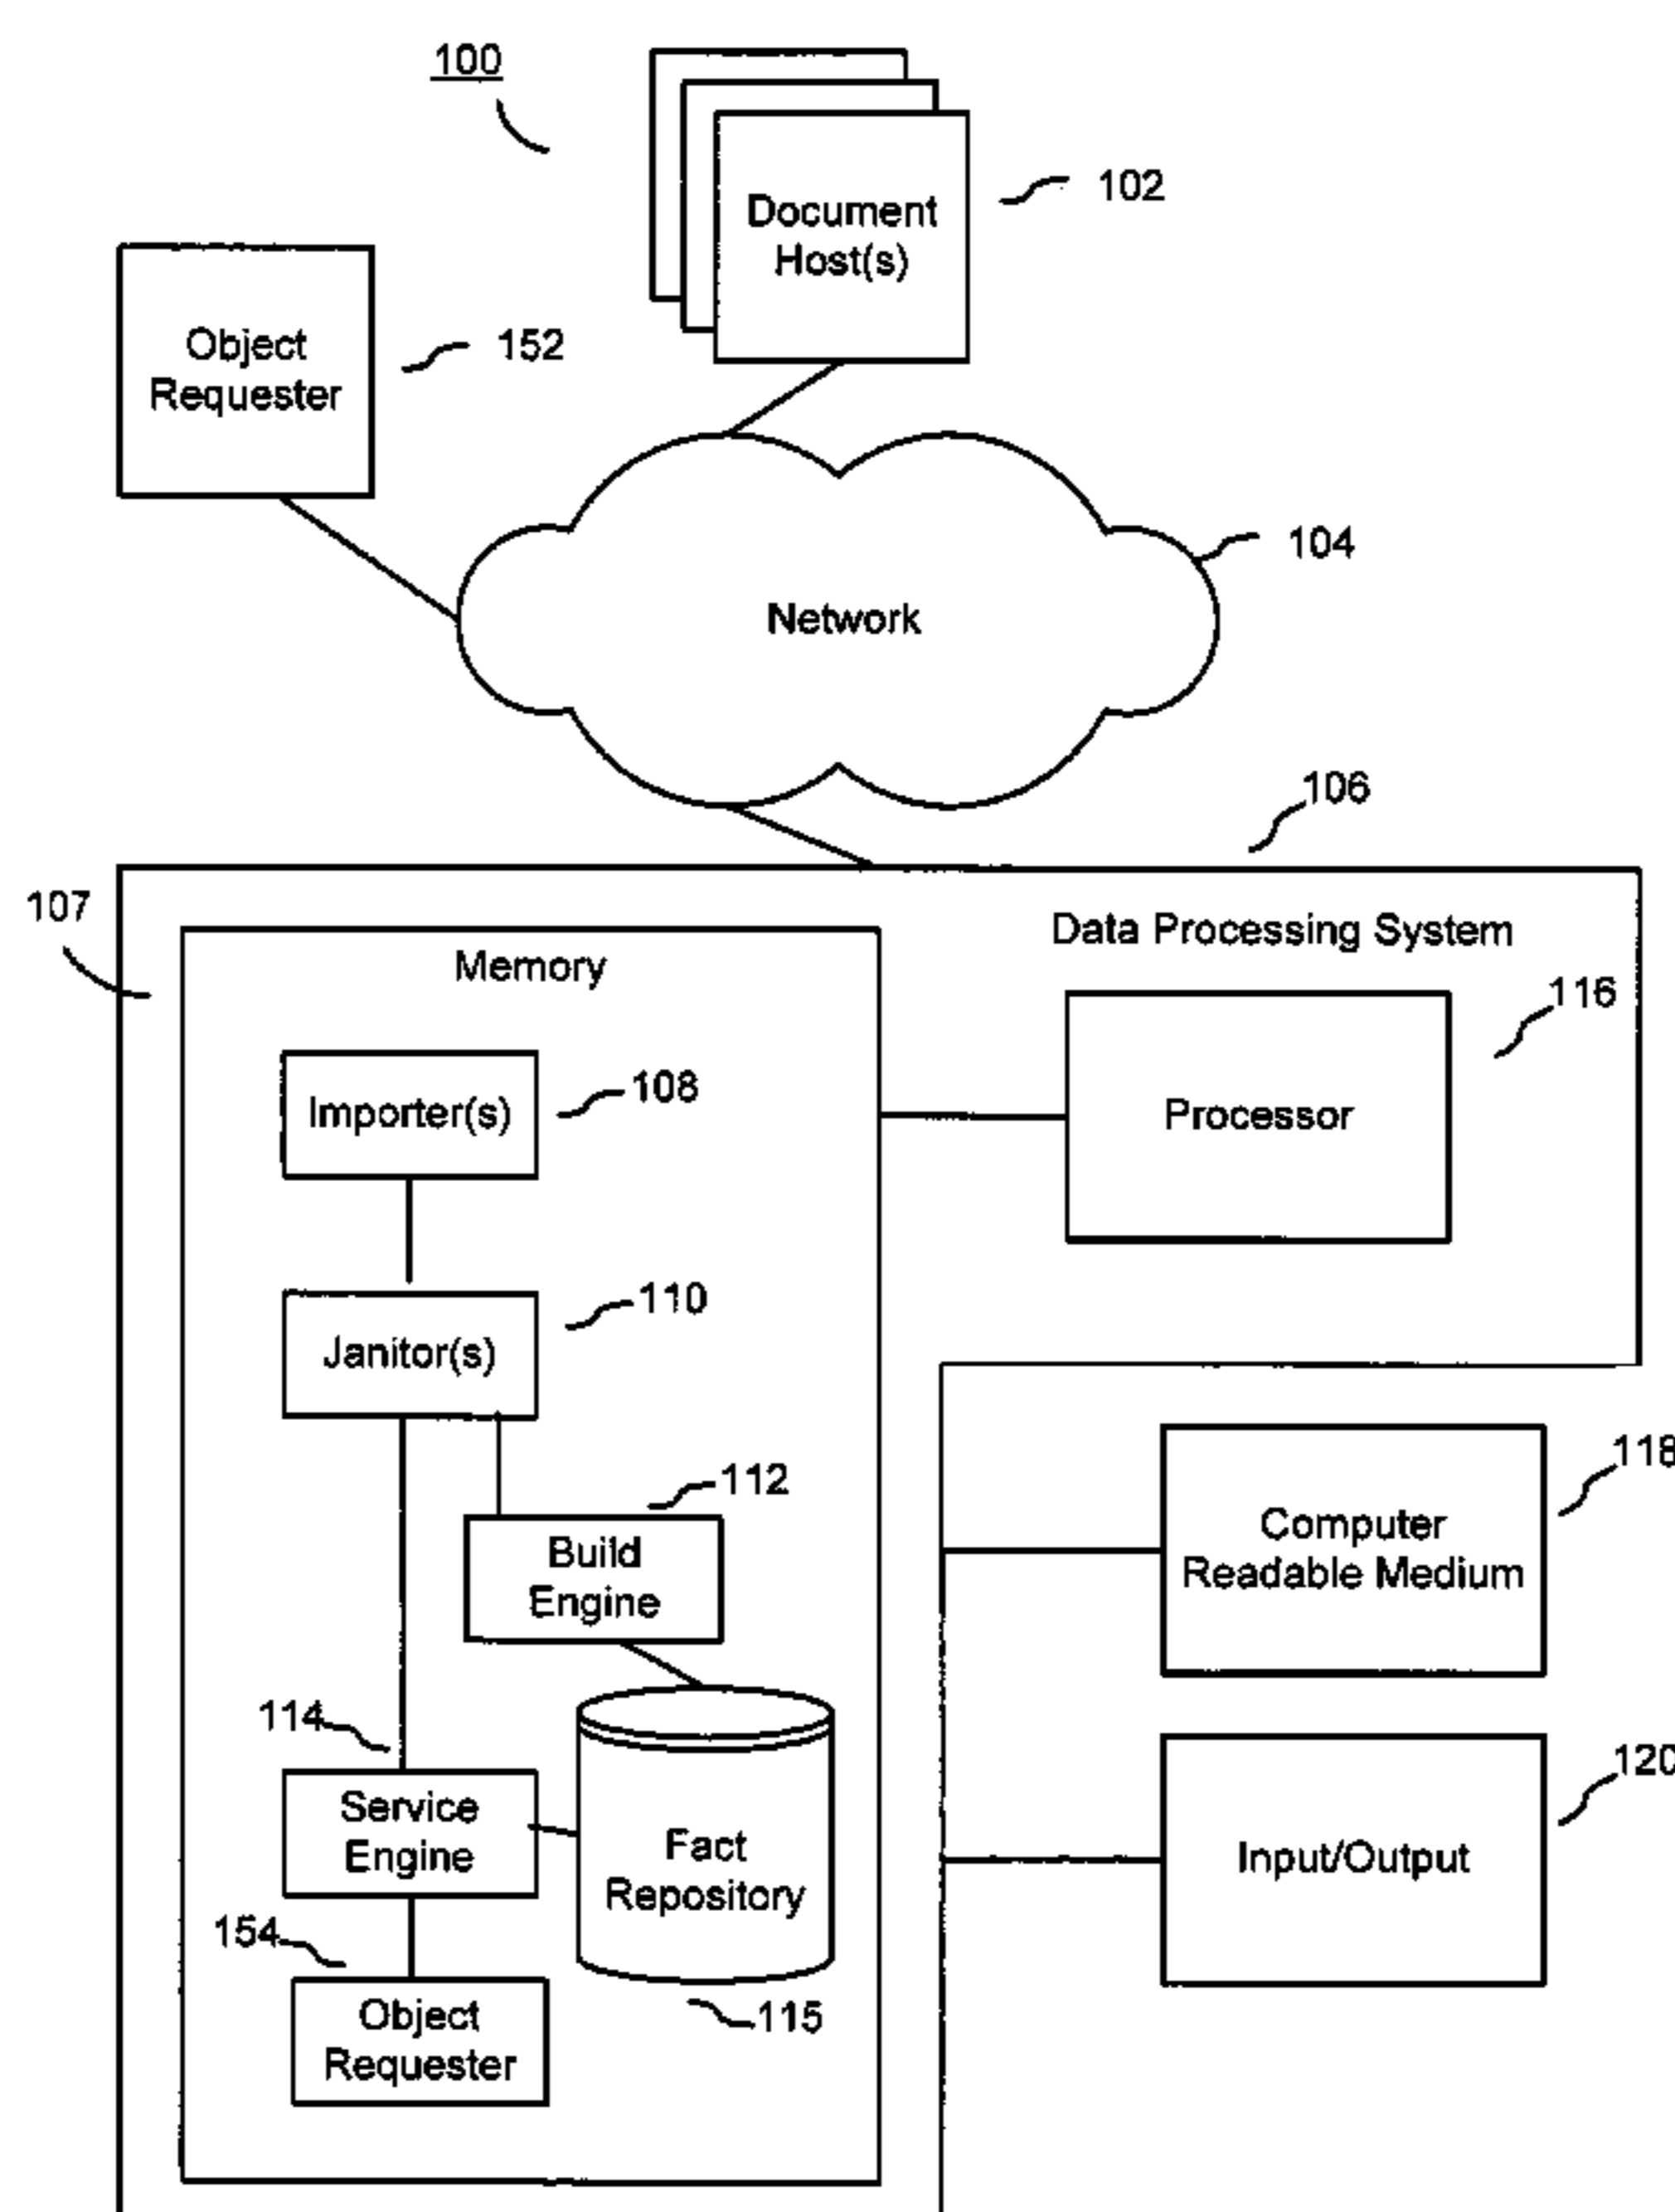 100
Document
Host(s)
102
Object
Requester
152
104
Network
106
107
Data Processing System
Memory
116
Importer(s)
108
Processor
110
Janitor(s)
112
118
Build
Engine
Computer
Readable Medium
114
120
Service
Engine
Fact
Repository
Input/Output
154
115
Object
Requester